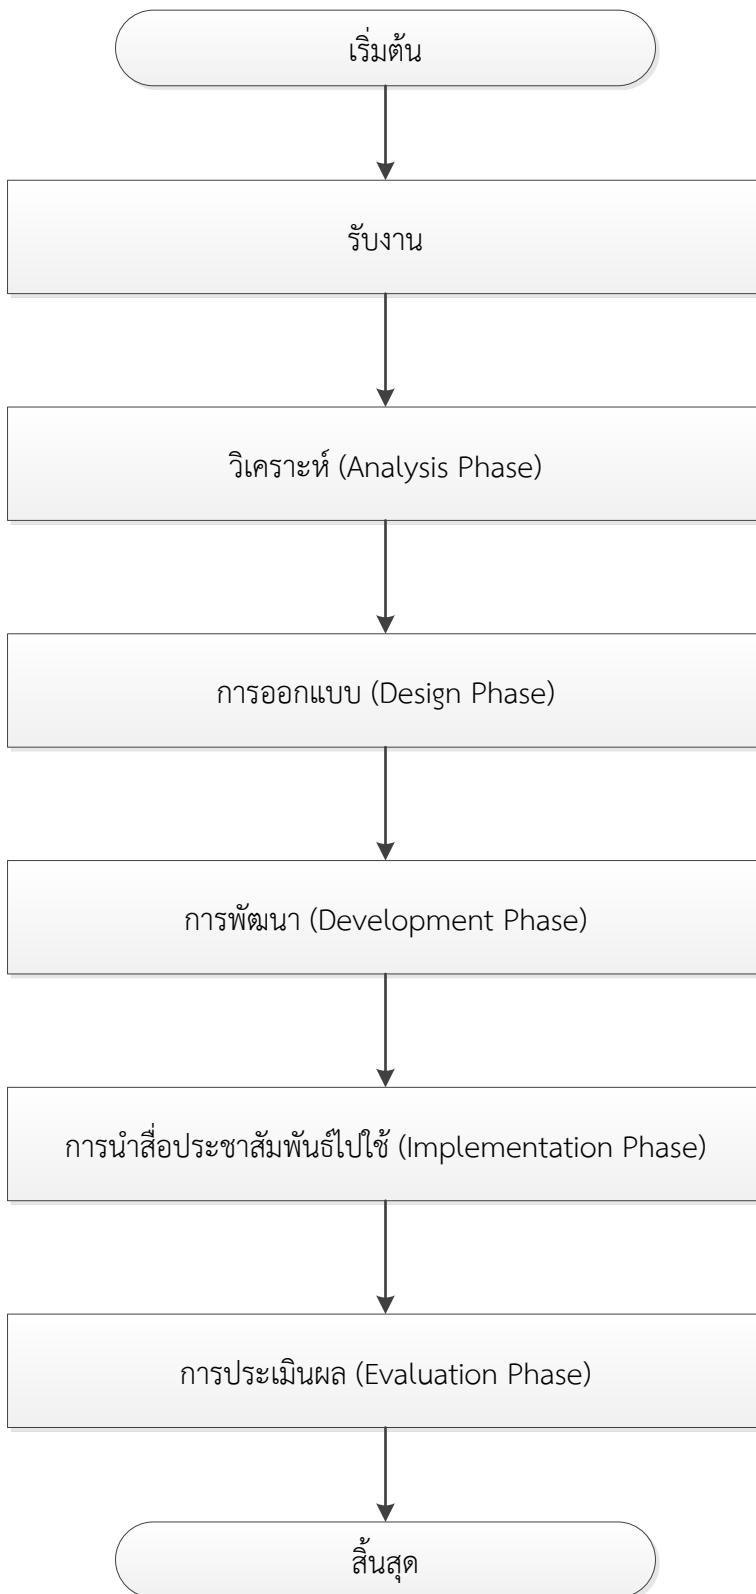 เริ่มต้น
รับงาน
วิเคราะห์ (Analysis Phase)
การออกแบบ (Design Phase)
การพัฒนา (Development Phase)
การนำสื่อประชาสัมพันธ์ไปใช้ (Implementation Phase)
การประเมินผล (Evaluation Phase)
สิ้นสุด